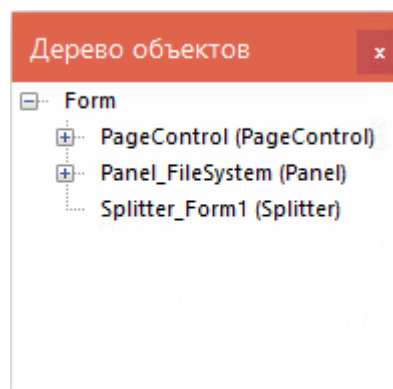 Дерево объектов
x
Form
PageControl (PageControl)
Panel_FileSystem (Panel)
Splitter_Form1 (Splitter)